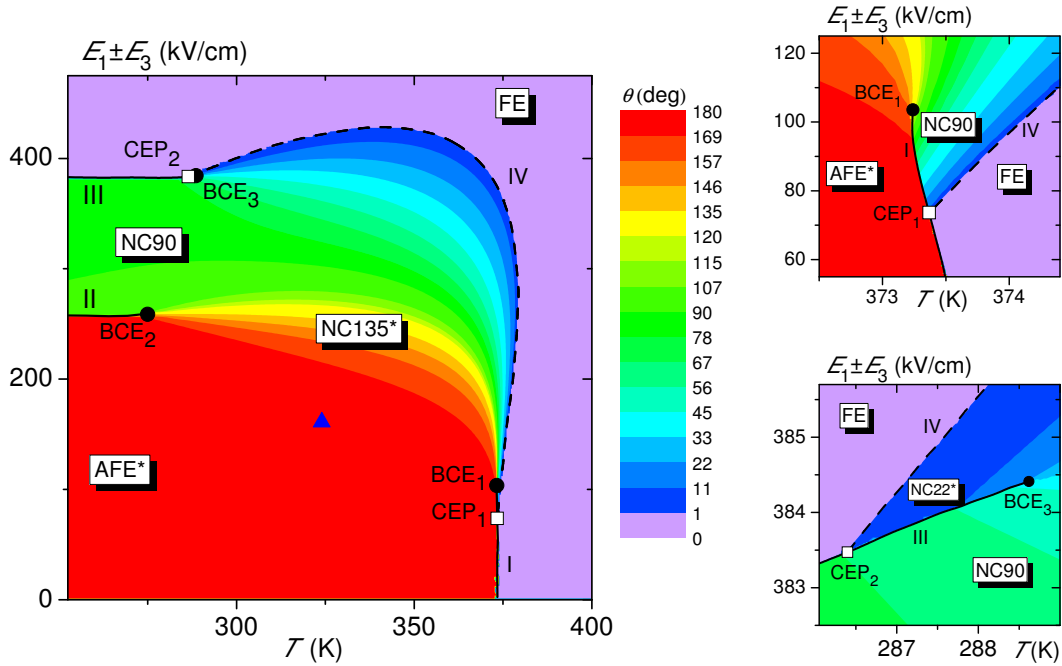 E₁±E₃ (kV/cm)
400
200
0
300
350
400
T (K)
FE
CEP₂
BCE₃
III
IV
NC90
II
BCE₂
NC135*
AFE*
BCE₁
CEP₁
I
θ (deg)
180
169
157
146
135
120
115
107
90
78
67
56
45
33
22
11
1
0
E₁±E₃ (kV/cm)
120
100
80
60
373
374
T (K)
BCE₁
NC90
I
IV
AFE*
FE
CEP₁
E₁±E₃ (kV/cm)
385
384
383
287
288
T (K)
FE
IV
NC22*
BCE₃
III
CEP₂
NC90